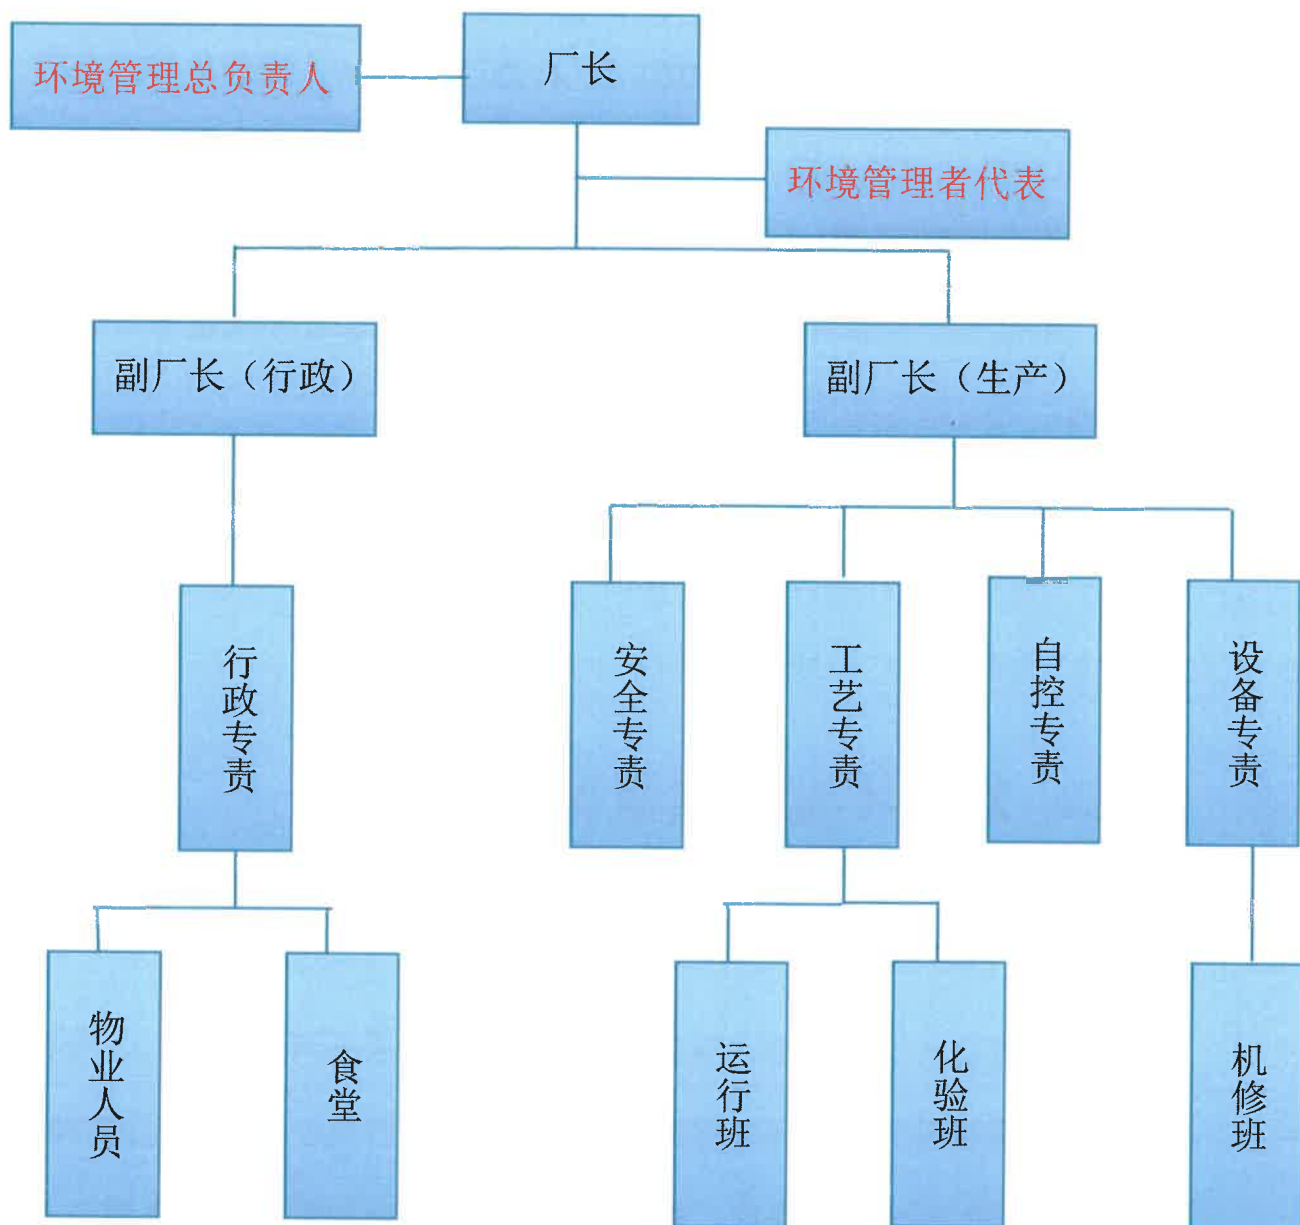 环境管理总负责人
厂长
环境管理者代表
副厂长（行政）
副厂长（生产）
行政专责
安全专责
工艺专责
自控专责
设备专责
物业人员
食堂
运行班
化验班
机修班